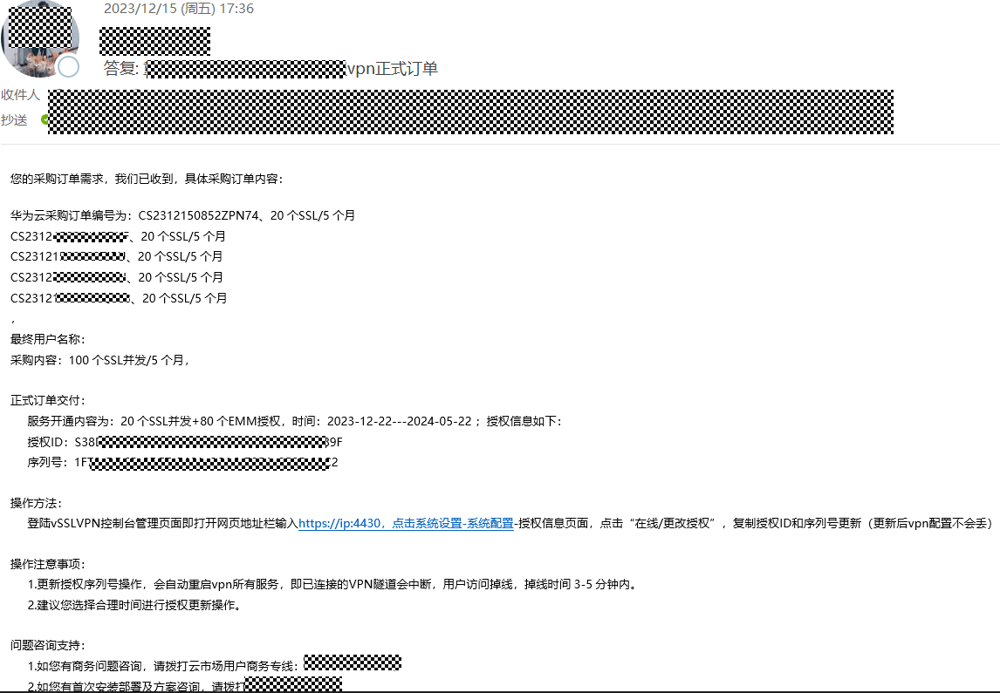 2023/12/15 (周五) 17:36
答复: vpn正式订单
收件人
抄送
您的采购订单需求，我们已收到，具体采购订单内容：
华为云采购订单编号为：CS2312150852ZPN74、20 个SSL/5 个月
CS2312 、20 个SSL/5 个月
CS23121 、20 个SSL/5 个月
CS2312 、20 个SSL/5 个月
CS2312 、20 个SSL/5 个月
，
最终用户名称：
采购内容：100 个SSL并发/5 个月，
正式订单交付：
服务开通内容为：20 个SSL并发+80 个EMM授权，时间：2023-12-22---2024-05-22 ；授权信息如下：
授权ID：S38 9F
序列号：1F 2
操作方法：
登陆vSSLVPN控制台管理页面即打开网页地址栏输入https://ip:4430，点击系统设置-系统配置-授权信息页面，点击“在线/更改授权”，复制授权ID和序列号更新（更新后vpn配置不会丢）
操作注意事项：
1.更新授权序列号操作，会自动重启vpn所有服务，即已连接的VPN隧道会中断，用户访问掉线，掉线时间 3-5 分钟内。
2.建议您选择合理时间进行授权更新操作。
问题咨询支持：
1.如您有商务问题咨询，请拨打云市场用户商务专线：
2.如您有首次安装部署及方案咨询，请拨打